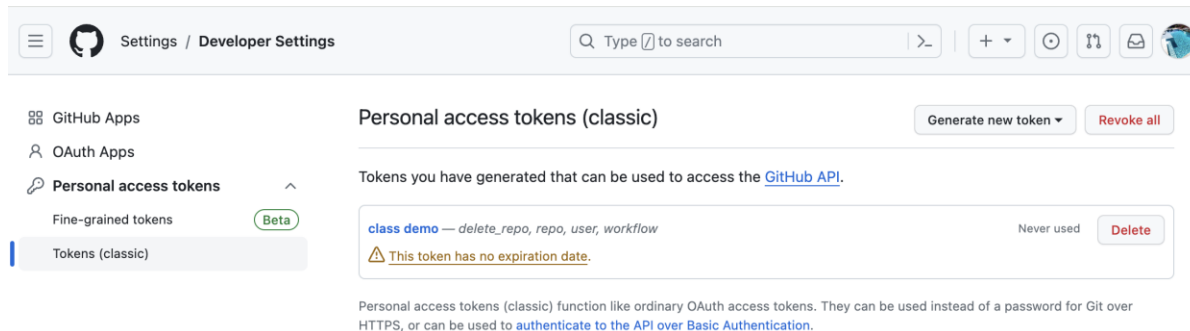 Settings / Developer Settings
Type / to search
GitHub Apps
OAuth Apps
Personal access tokens
Fine-grained tokens Beta
Tokens (classic)
Personal access tokens (classic)
Generate new token
Revoke all
Tokens you have generated that can be used to access the GitHub API.
class demo — delete_repo, repo, user, workflow
Never used
Delete
This token has no expiration date.
Personal access tokens (classic) function like ordinary OAuth access tokens. They can be used instead of a password for Git over
HTTPS, or can be used to authenticate to the API over Basic Authentication.